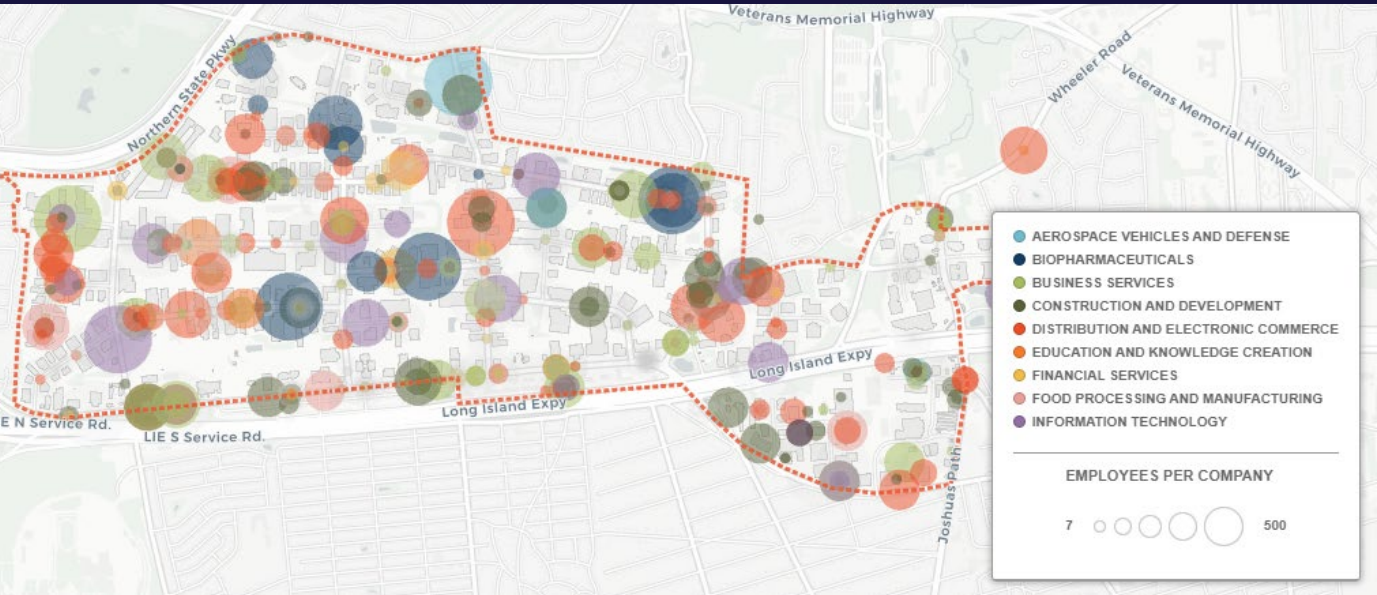 Veterans Memorial Highway
Northern State Pkwy
Wheeler Road
Veterans Memorial Highway
AEROSPACE VEHICLES AND DEFENSE
BIOPHARMACEUTICALS
BUSINESS SERVICES
CONSTRUCTION AND DEVELOPMENT
DISTRIBUTION AND ELECTRONIC COMMERCE
EDUCATION AND KNOWLEDGE CREATION
FINANCIAL SERVICES
FOOD PROCESSING AND MANUFACTURING
INFORMATION TECHNOLOGY
EMPLOYEES PER COMPANY
7 500
Long Island Expy
Long Island Expy
E N Service Rd.
LIE S Service Rd.
Joshuas Path